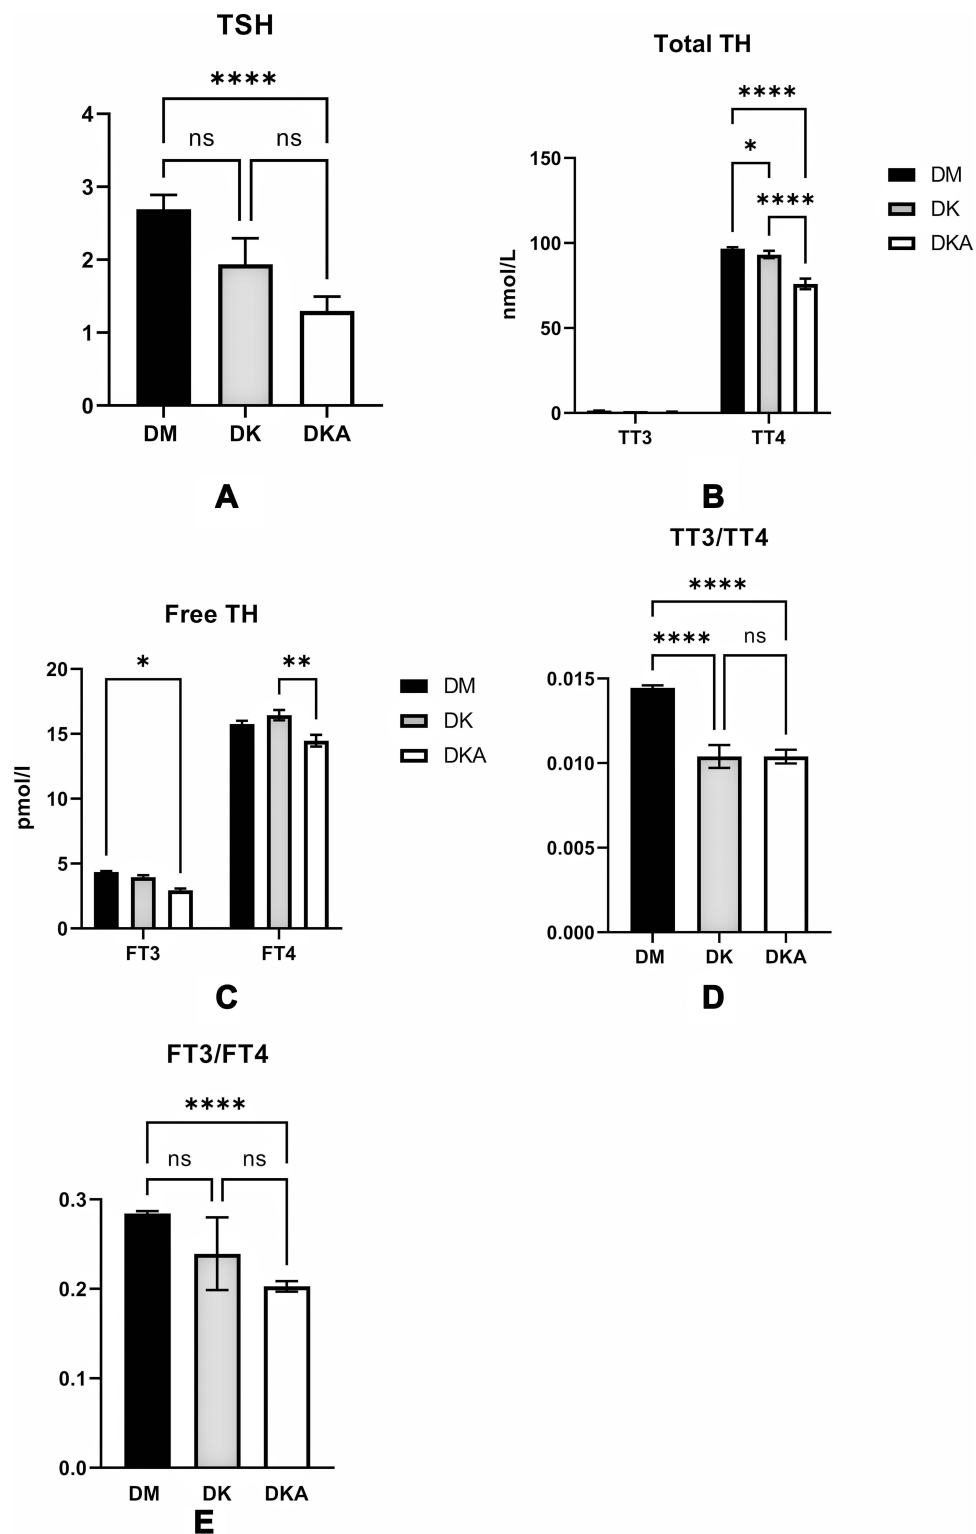 TSH
****
ns ns
4
3
2
1
0
DM DK DKA
A
Total TH
****
*
****
nmol/L
150
100
50
0
TT3 TT4
DM
DK
DKA
B
Free TH
* **
pmol/l
20
15
10
5
0
FT3 FT4
DM
DK
DKA
C
TT3/TT4
****
**** ns
0.015
0.010
0.005
0.000
DM DK DKA
D
FT3/FT4
****
ns ns
0.3
0.2
0.1
0.0
DM DK DKA
E